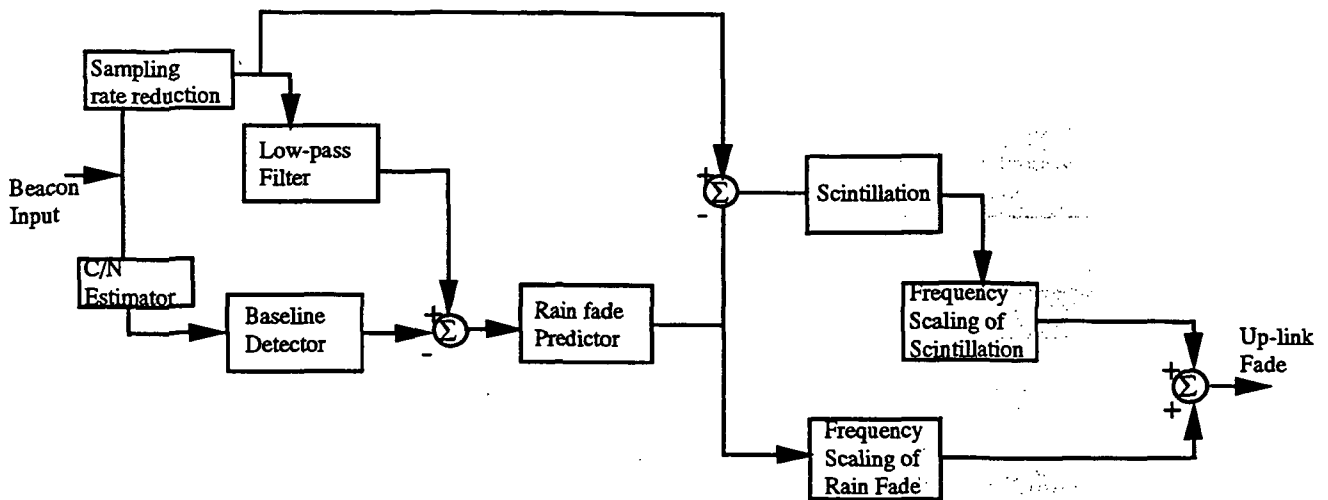 Sampling
rate reduction
Low-pass
Filter
Beacon
Input
C/N
Estimator
Baseline
Detector
+
Σ
-
Rain fade
Predictor
+
Σ
-
Scintillation
Frequency
Scaling of
Scintillation
Frequency
Scaling of
Rain Fade
+
Σ
+
Up-link
Fade